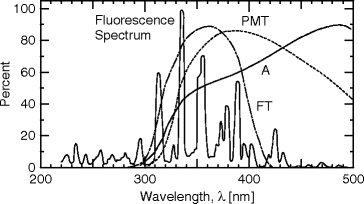 100
80
60
40
20
0
Percent
Fluorescence
Spectrum
PMT
A
FT
200
300
400
500
Wavelength, λ [nm]